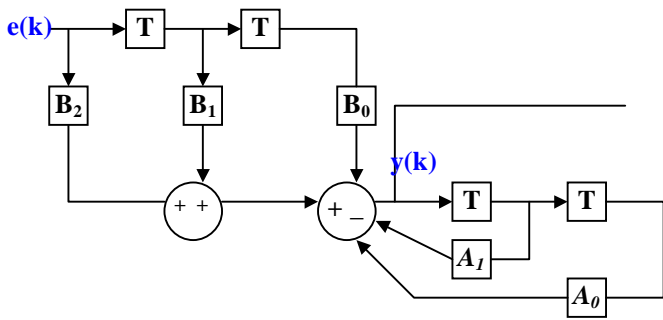 e(k) T T
B₂ B₁ B₀
y(k)
+ + + − T T
A₁
A₀